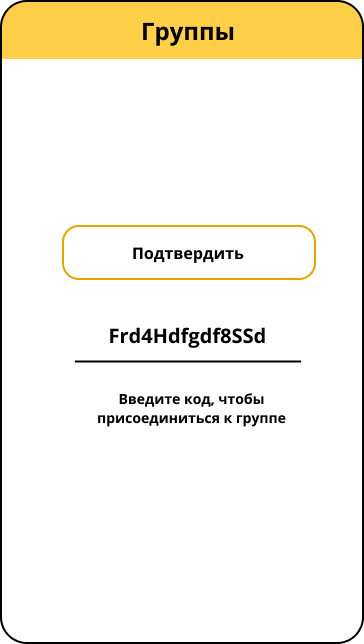 Группы
Подтвердить
Frd4Hdfgdf8SSd
Введите код, чтобы
присоединиться к группе